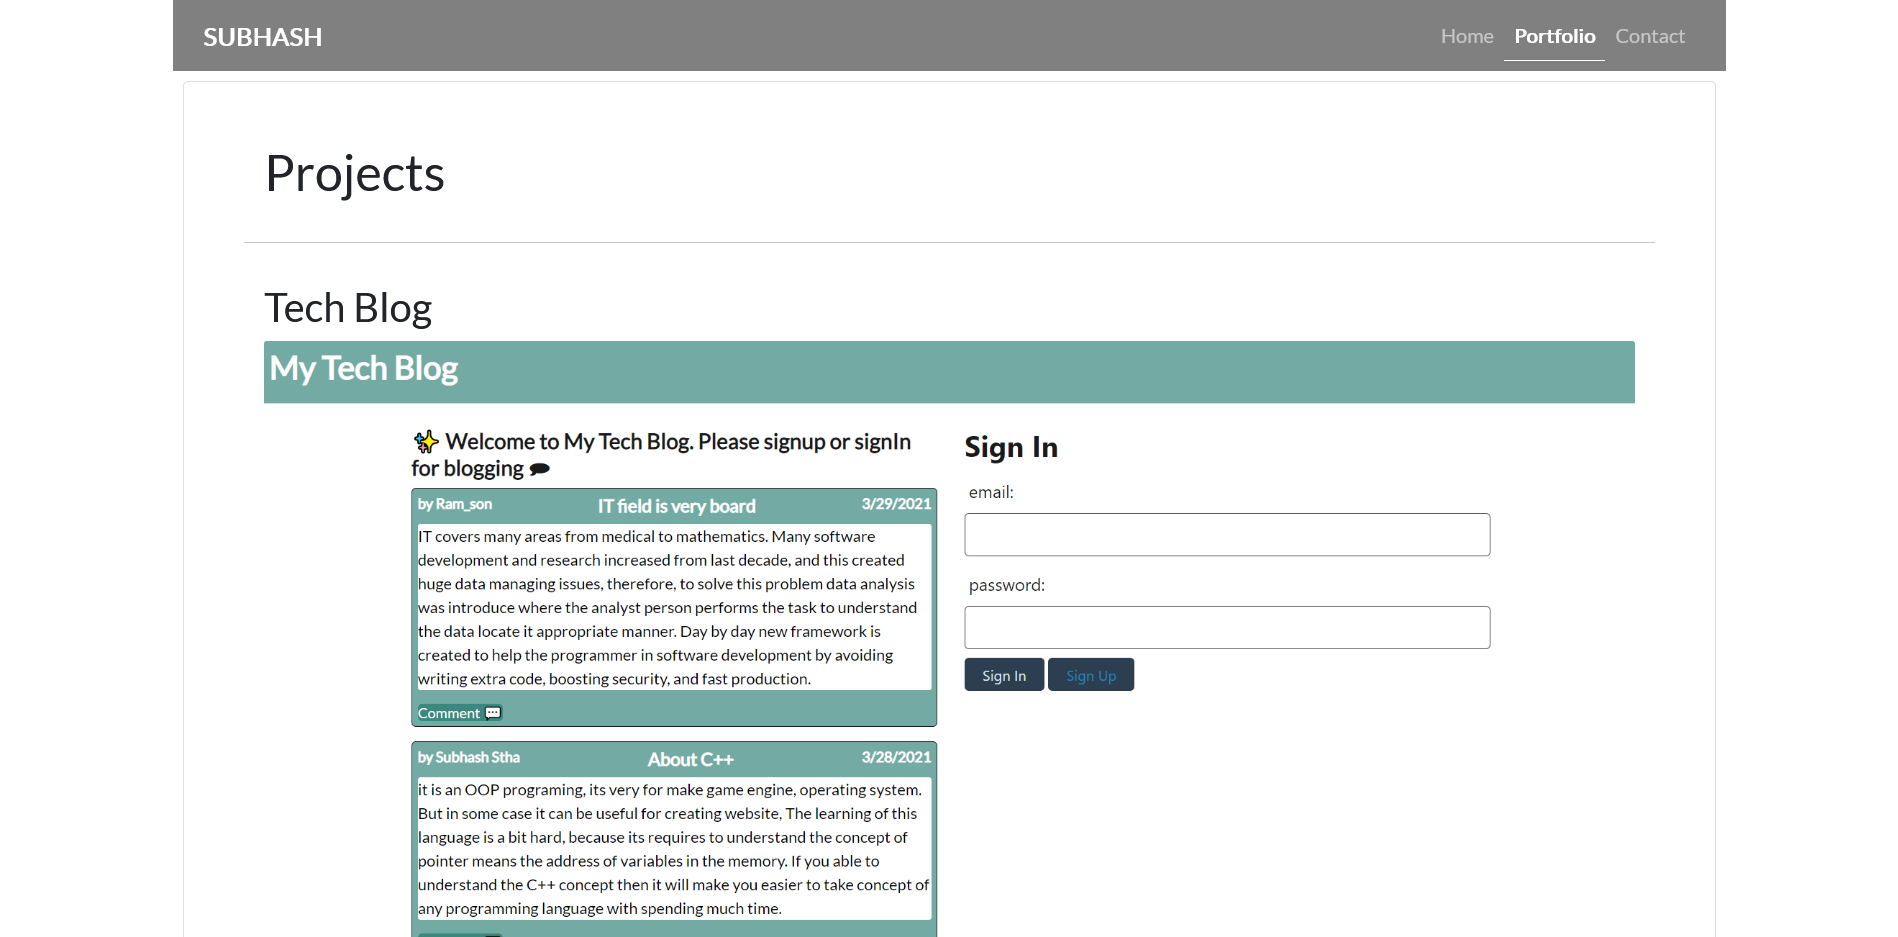 SUBHASH
Home Portfolio Contact
Projects
Tech Blog
My Tech Blog
✨ Welcome to My Tech Blog. Please signup or signIn
for blogging
by Ram_son IT field is very board 3/29/2021
IT covers many areas from medical to mathematics. Many software
development and research increased from last decade, and this created
huge data managing issues, therefore, to solve this problem data analysis
was introduce where the analyst person performs the task to understand
the data locate it appropriate manner. Day by day new framework is
created to help the programmer in software development by avoiding
writing extra code, boosting security, and fast production.
Comment
by Subhash Stha About C++ 3/28/2021
it is an OOP programing, its very for make game engine, operating system.
But in some case it can be useful for creating website, The learning of this
language is a bit hard, because its requires to understand the concept of
pointer means the address of variables in the memory. If you able to
understand the C++ concept then it will make you easier to take concept of
any programming language with spending much time.
Sign In
email:
password:
Sign In Sign Up